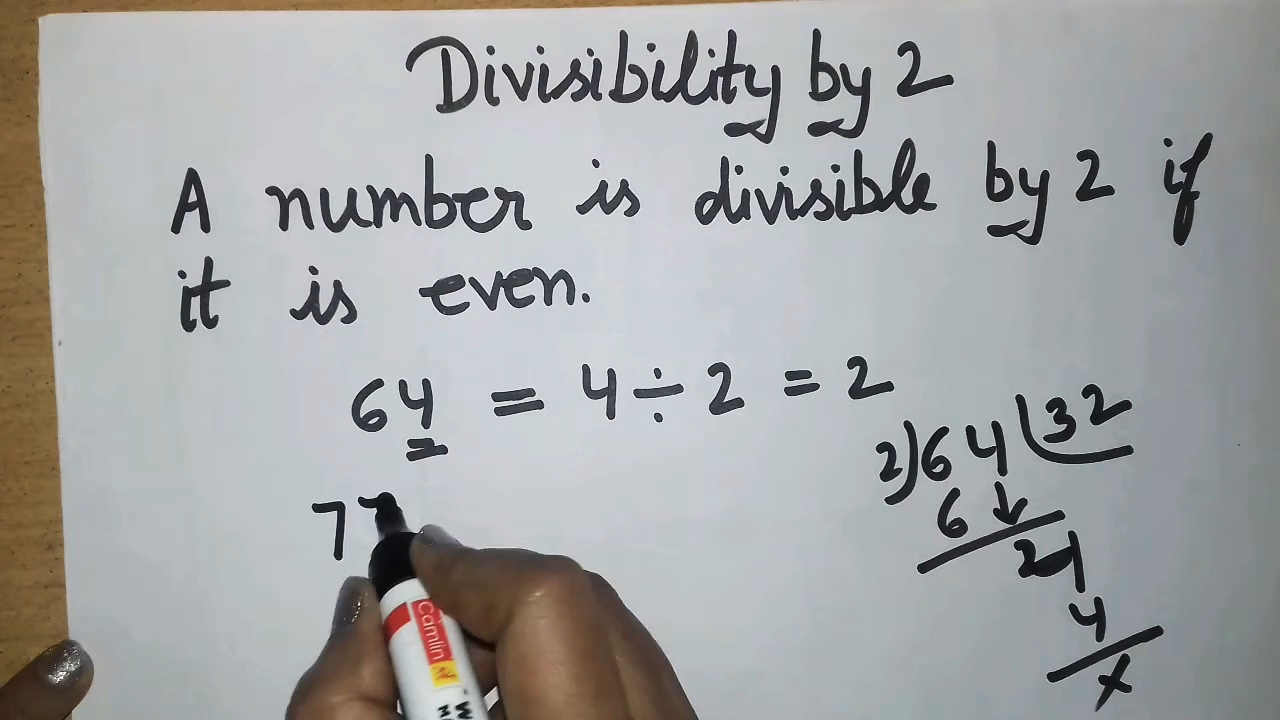 Divisibility by 2
A number is divisible by 2 if
it is even.
64 = 4 ÷ 2 = 2
2)64(32
6↓
4
4
x
7
Camlin